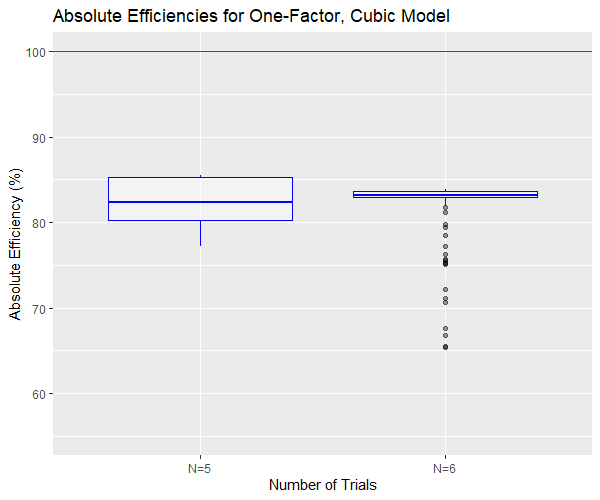 Absolute Efficiencies for One-Factor, Cubic Model
Absolute Efficiency (%)
100
90
80
70
60
N=5
N=6
Number of Trials